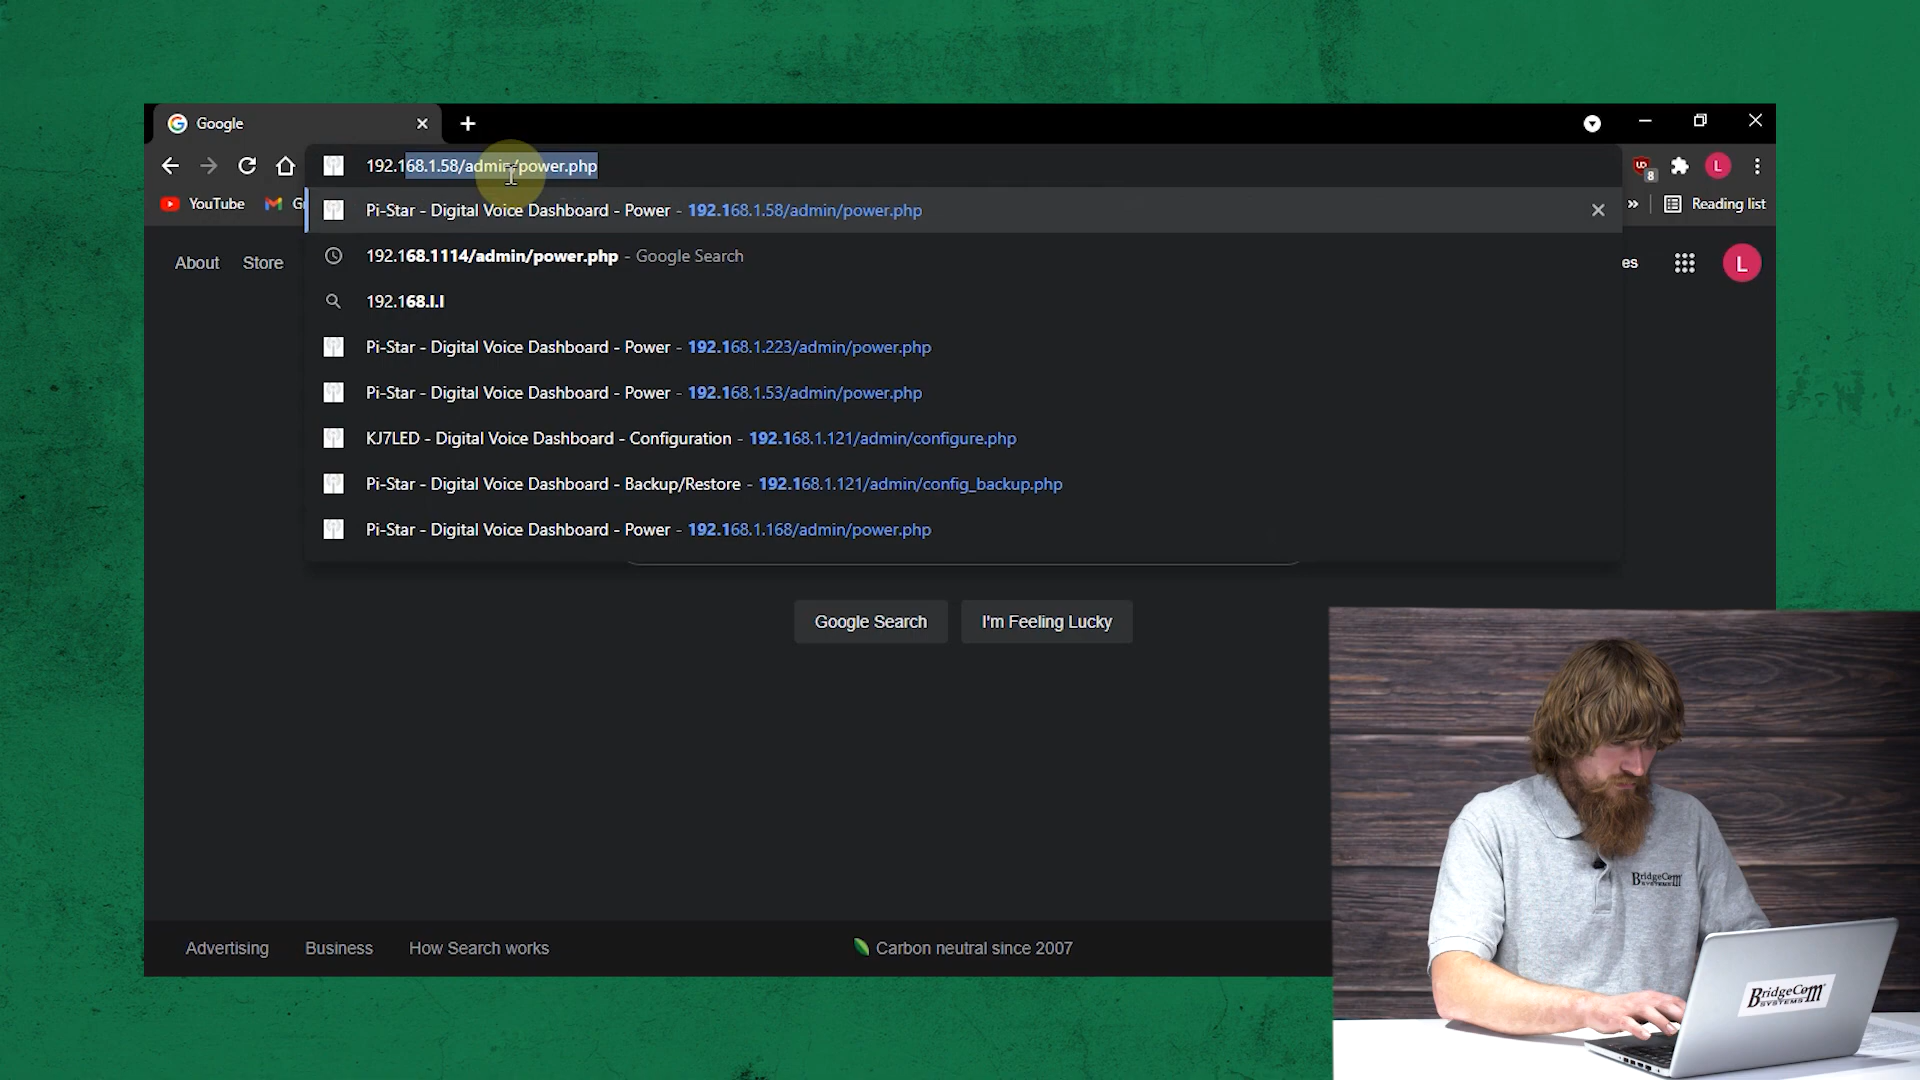 Google
192.168.1.58/admin/power.php
8
L
YouTube
G
Reading list
Pi-Star - Digital Voice Dashboard - Power - 192.168.1.58/admin/power.php
192.168.1114/admin/power.php - Google Search
192.168.l.l
Pi-Star - Digital Voice Dashboard - Power - 192.168.1.223/admin/power.php
Pi-Star - Digital Voice Dashboard - Power - 192.168.1.53/admin/power.php
KJ7LED - Digital Voice Dashboard - Configuration - 192.168.1.121/admin/configure.php
Pi-Star - Digital Voice Dashboard - Backup/Restore - 192.168.1.121/admin/config_backup.php
Pi-Star - Digital Voice Dashboard - Power - 192.168.1.168/admin/power.php
About Store
es
L
Google Search I'm Feeling Lucky
Advertising Business How Search works Carbon neutral since 2007
BridgeCom
SYSTEMS
BridgeCom
SYSTEMS